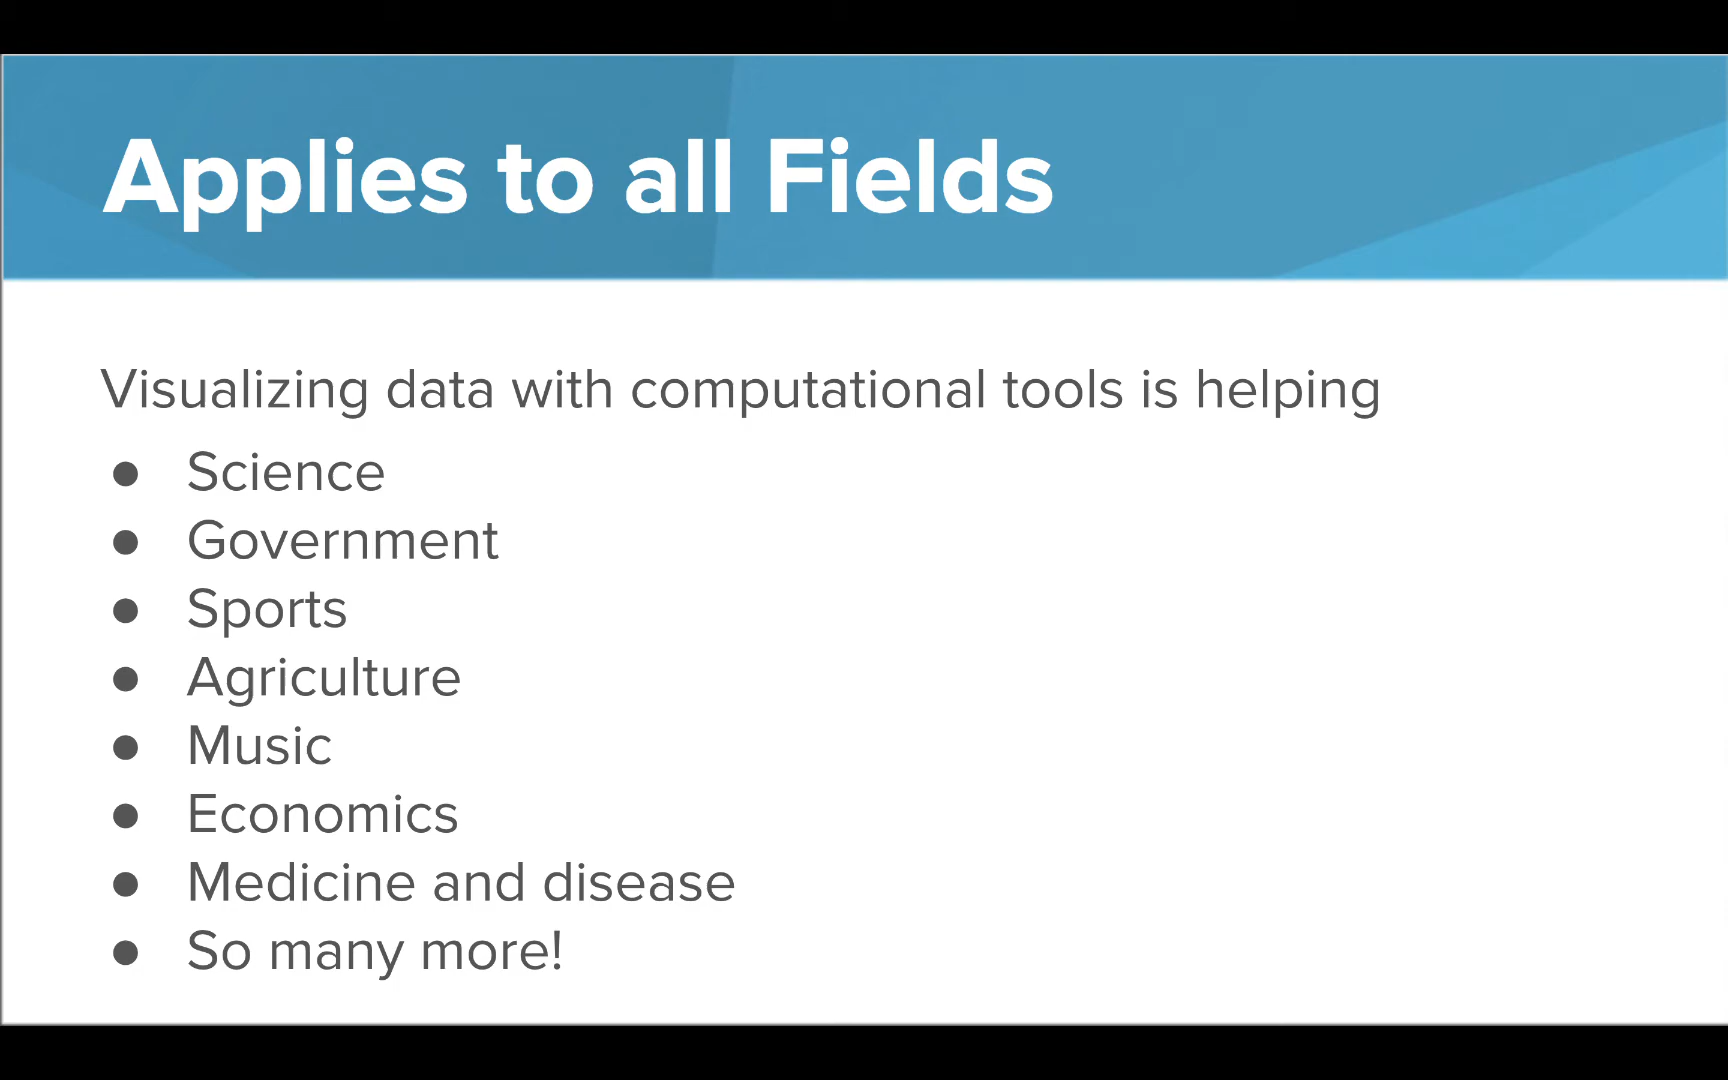 Applies to all Fields
Visualizing data with computational tools is helping
● Science
● Government
● Sports
● Agriculture
● Music
● Economics
● Medicine and disease
● So many more!